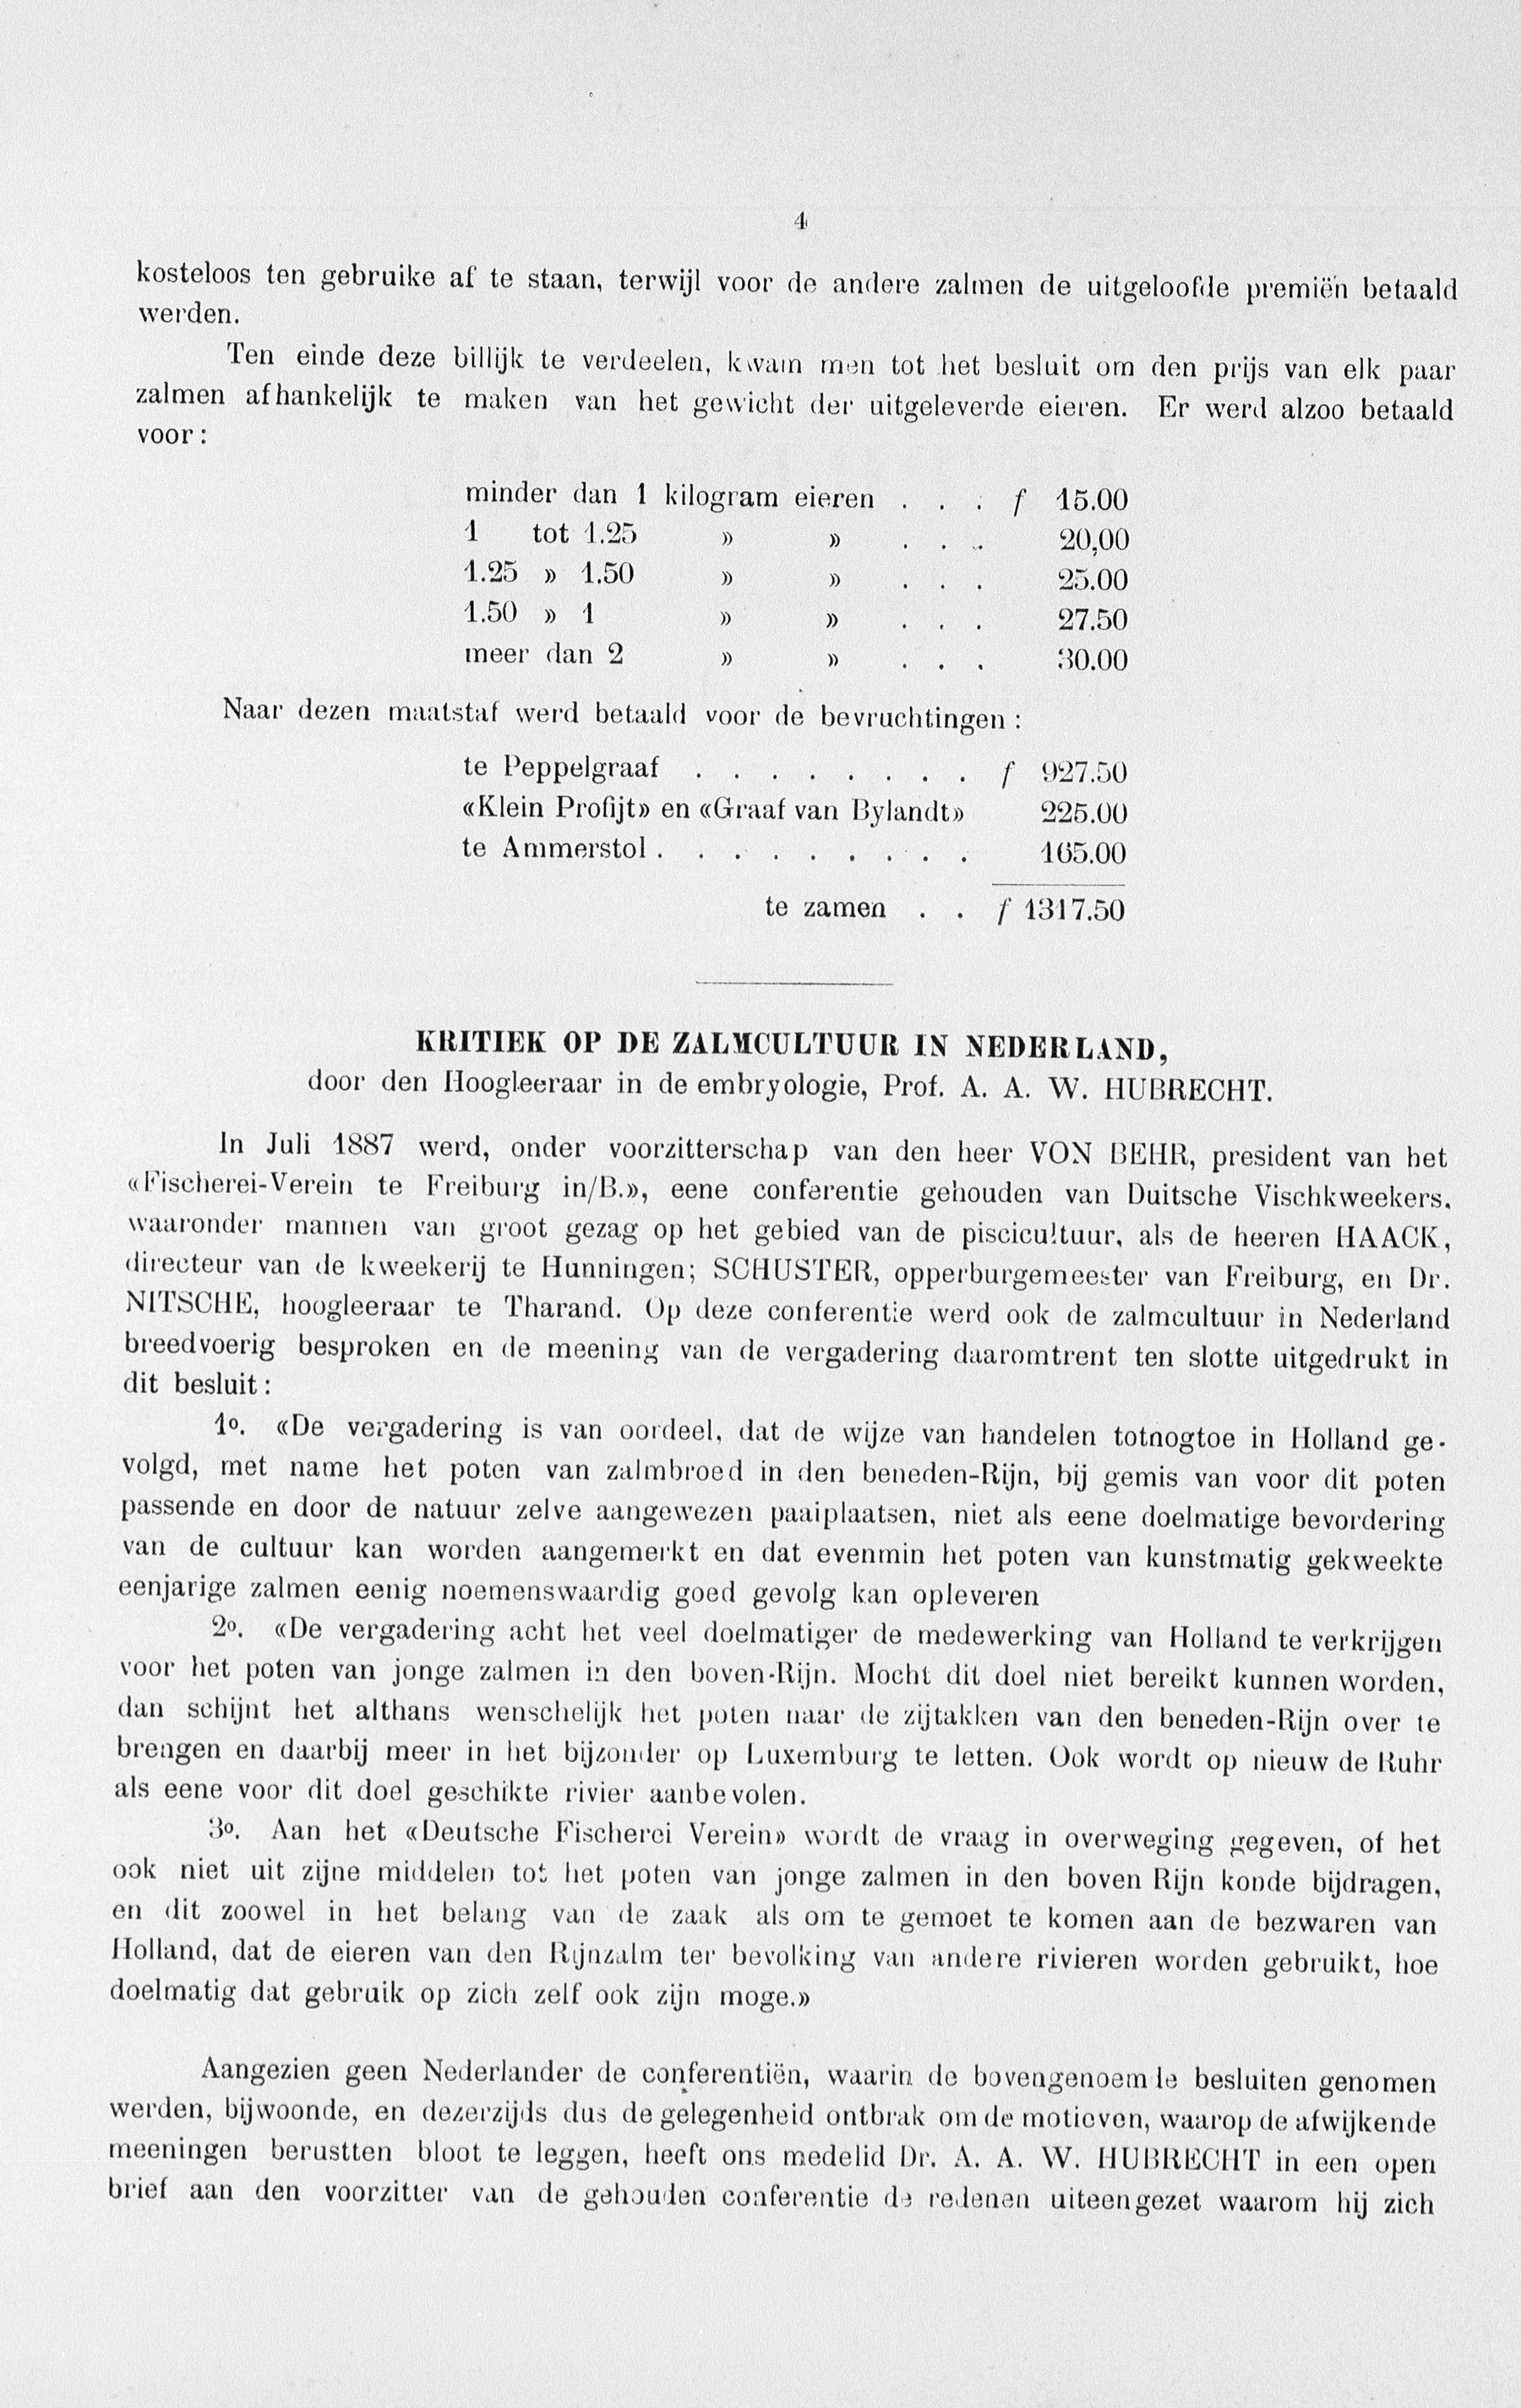 4
kosteloos ten gebruike af te staan, terwijl voor de andere zalmen de uitgeloofde premiën betaald
werden.
Ten einde deze billijk te verdeelen, kwam men tot het besluit om den prijs van elk paar
zalmen afhankelijk te maken van het gewicht der uitgeleverde eieren. Er werd alzoo betaald
voor:
minder dan 1 kilogram eieren . . . f 15.00
1 tot 1.25 » » . . . 20,00
1.25 » 1.50 » » . . . 25.00
1.50 » 1 » » . . . 27.50
meer dan 2 » » . . . 30.00
Naar dezen maatstaf werd betaald voor de bevruchtingen:
te Peppelgraaf . . . . . . . . f 927.50
«Klein Profijt» en «Graaf van Bylandt» 225.00
te Ammerstol . . . . . . . . . 165.00
te zamen . . f 1317.50
KRITIEK OP DE ZALMCULTUUR IN NEDERLAND,
door den Hoogleeraar in de embryologie, Prof. A. A. W. HUBRECHT.
In Juli 1887 werd, onder voorzitterschap van den heer VON BEHR, president van het
«Fischerei-Verein te Freiburg in/B.», eene conferentie gehouden van Duitsche Vischkweekers,
waaronder mannen van groot gezag op het gebied van de piscicultuur, als de heeren HAACK,
directeur van de kweekerij te Hunningen; SCHUSTER, opperburgemeester van Freiburg, en Dr.
NITSCHE, hoogleeraar te Tharand. Op deze conferentie werd ook de zalmcultuur in Nederland
breedvoerig besproken en de meening van de vergadering daaromtrent ten slotte uitgedrukt in
dit besluit:
1o. «De vergadering is van oordeel, dat de wijze van handelen totnogtoe in Holland ge-
volgd, met name het poten van zalmbroed in den beneden-Rijn, bij gemis van voor dit poten
passende en door de natuur zelve aangewezen paaiplaatsen, niet als eene doelmatige bevordering
van de cultuur kan worden aangemerkt en dat evenmin het poten van kunstmatig gekweekte
eenjarige zalmen eenig noemenswaardig goed gevolg kan opleveren
2o. «De vergadering acht het veel doelmatiger de medewerking van Holland te verkrijgen
voor het poten van jonge zalmen in den boven-Rijn. Mocht dit doel niet bereikt kunnen worden,
dan schijnt het althans wenschelijk het poten naar de zijtakken van den beneden-Rijn over te
brengen en daarbij meer in het bijzonder op Luxemburg te letten. Ook wordt op nieuw de Ruhr
als eene voor dit doel geschikte rivier aanbevolen.
3o. Aan het «Deutsche Fischerei Verein» wordt de vraag in overweging gegeven, of het
ook niet uit zijne middelen tot het poten van jonge zalmen in den boven Rijn konde bijdragen,
en dit zoowel in het belang van de zaak als om te gemoet te komen aan de bezwaren van
Holland, dat de eieren van den Rijnzalm ter bevolking van andere rivieren worden gebruikt, hoe
doelmatig dat gebruik op zich zelf ook zijn moge.»
Aangezien geen Nederlander de conferentiën, waarin de bovengenoemde besluiten genomen
werden, bijwoonde, en dezerzijds dus de gelegenheid ontbrak om de motieven, waarop de afwijkende
meeningen berustten bloot te leggen, heeft ons medelid Dr. A. A. W. HUBRECHT in een open
brief aan den voorzitter van de gehouden conferentie de redenen uiteengezet waarom hij zich